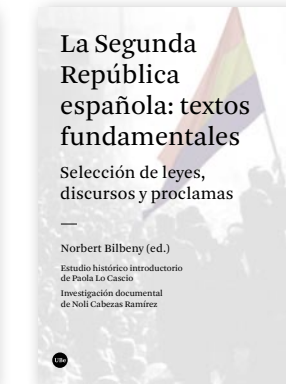 La Segunda
República
española: textos
fundamentales
Selección de leyes,
discursos y proclamas
—
Norbert Bilbeny (ed.)
Estudio histórico introductorio
de Paola Lo Cascio
Investigación documental
de Noli Cabezas Ramírez
UBe